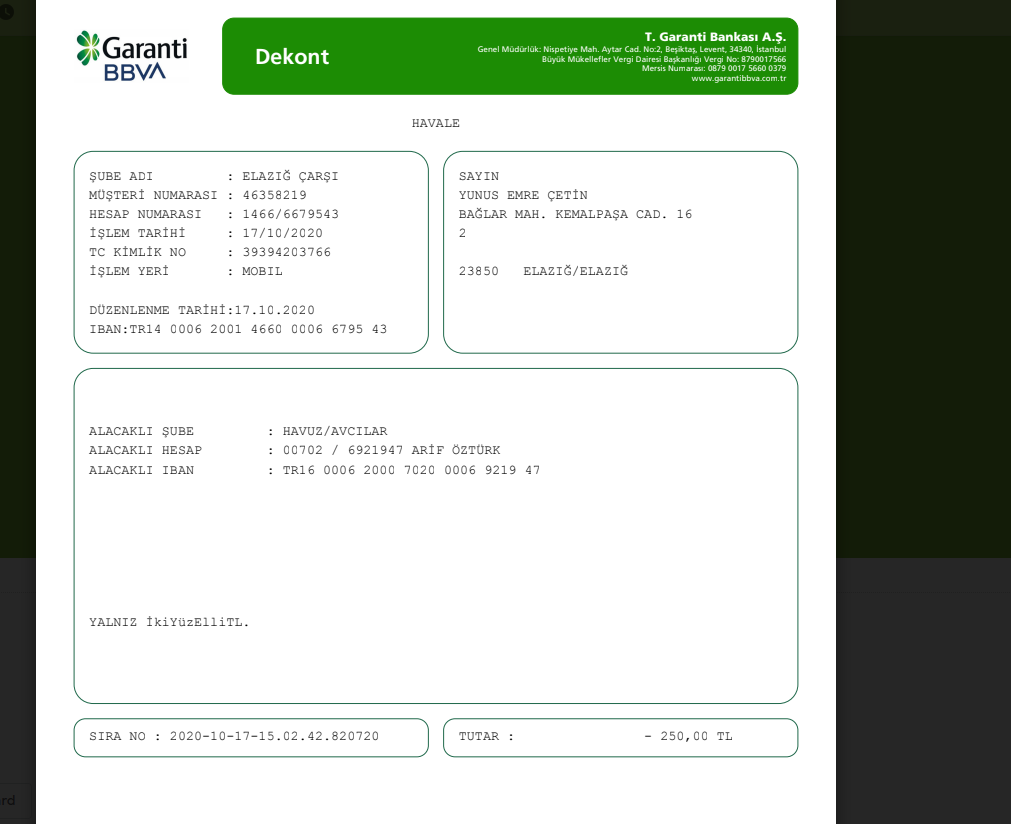 Garanti
BBVA
Dekont
T. Garanti Bankası A.Ş.
Genel Müdürlük: Nispetiye Mah. Aytar Cad. No:2, Beşiktaş, Levent, 34340, İstanbul
Büyük Mükellefler Vergi Dairesi Başkanlığı Vergi No: 8790017566
Mersis Numarası: 0879 0017 5660 0379
www.garantibbva.com.tr
HAVALE
ŞUBE ADI : ELAZIĞ ÇARŞI
MÜŞTERİ NUMARASI : 46358219
HESAP NUMARASI : 1466/6679543
İŞLEM TARİHİ : 17/10/2020
TC KİMLİK NO : 39394203766
İŞLEM YERİ : MOBIL
DÜZENLENME TARİHİ:17.10.2020
IBAN:TR14 0006 2001 4660 0006 6795 43
SAYIN
YUNUS EMRE ÇETİN
BAĞLAR MAH. KEMALPAŞA CAD. 16
2
23850 ELAZIĞ/ELAZIĞ
ALACAKLI ŞUBE : HAVUZ/AVCILAR
ALACAKLI HESAP : 00702 / 6921947 ARİF ÖZTÜRK
ALACAKLI IBAN : TR16 0006 2000 7020 0006 9219 47
YALNIZ İkiYüzElliTL.
SIRA NO : 2020-10-17-15.02.42.820720
TUTAR : - 250,00 TL
rd